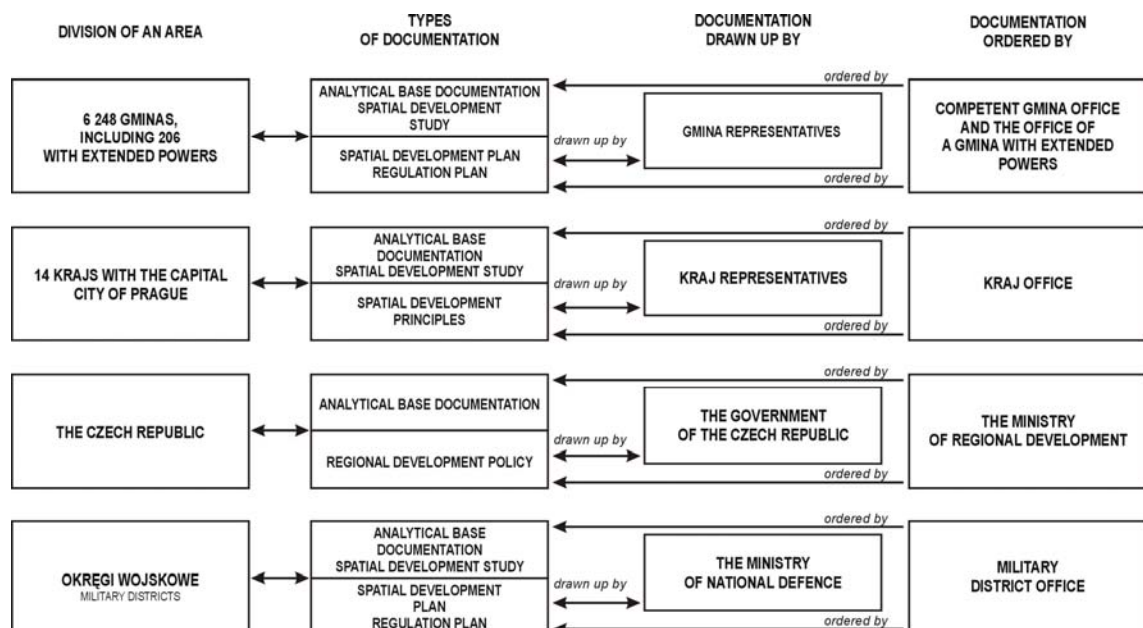 DIVISION OF AN AREA
TYPES
OF DOCUMENTATION
DOCUMENTATION
DRAWN UP BY
DOCUMENTATION
ORDERED BY
6 248 GMINAS,
INCLUDING 206
WITH EXTENDED POWERS
ANALYTICAL BASE DOCUMENTATION
SPATIAL DEVELOPMENT
STUDY
SPATIAL DEVELOPMENT PLAN
REGULATION PLAN
ordered by
drawn up by
GMINA REPRESENTATIVES
ordered by
COMPETENT GMINA OFFICE
AND THE OFFICE OF
A GMINA WITH EXTENDED
POWERS
14 KRAJS WITH THE CAPITAL
CITY OF PRAGUE
ANALYTICAL BASE
DOCUMENTATION
SPATIAL DEVELOPMENT STUDY
SPATIAL DEVELOPMENT
PRINCIPLES
ordered by
drawn up by
KRAJ REPRESENTATIVES
ordered by
KRAJ OFFICE
THE CZECH REPUBLIC
ANALYTICAL BASE DOCUMENTATION
REGIONAL DEVELOPMENT POLICY
ordered by
drawn up by
THE GOVERNMENT
OF THE CZECH REPUBLIC
ordered by
THE MINISTRY
OF REGIONAL DEVELOPMENT
OKRĘGI WOJSKOWE
MILITARY DISTRICTS
ANALYTICAL BASE
DOCUMENTATION
SPATIAL DEVELOPMENT STUDY
SPATIAL DEVELOPMENT
PLAN
REGULATION PLAN
ordered by
drawn up by
THE MINISTRY
OF NATIONAL DEFENCE
ordered by
MILITARY
DISTRICT OFFICE